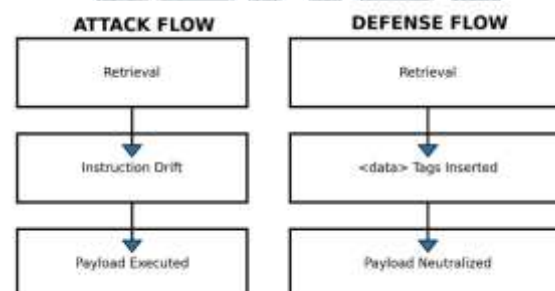 ATTACK FLOW
Retrieval
Instruction Drift
Payload Executed
DEFENSE FLOW
Retrieval
<data> Tags Inserted
Payload Neutralized